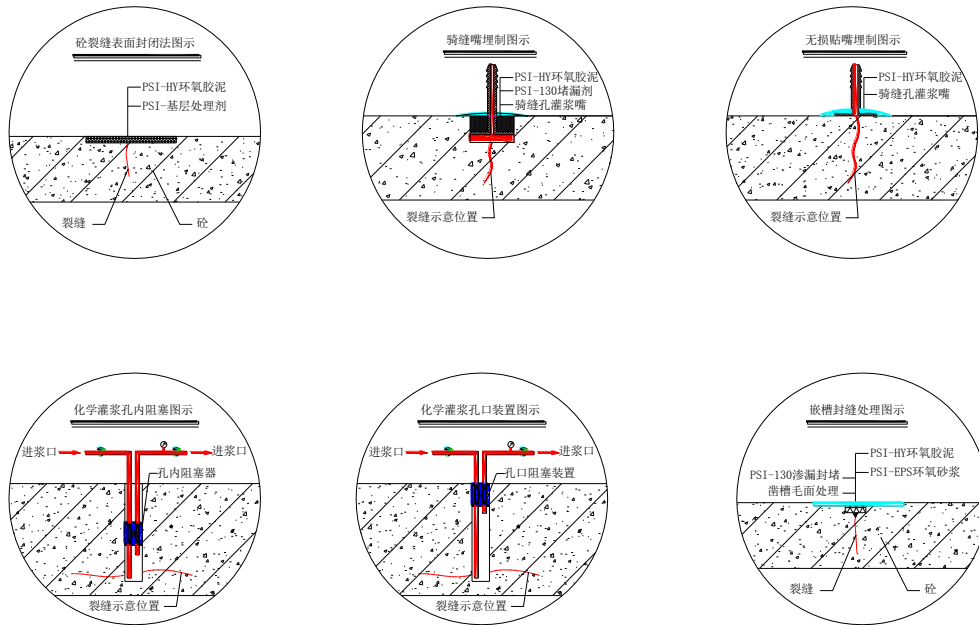 砼裂缝表面封闭法图示
PSI-HY环氧胶泥
PSI-基层处理剂
裂缝
砼
骑缝嘴埋制图示
PSI-HY环氧胶泥
PSI-130堵漏剂
骑缝孔灌浆嘴
裂缝示意位置
无损贴嘴埋制图示
PSI-HY环氧胶泥
骑缝孔灌浆嘴
裂缝示意位置
化学灌浆孔内阻塞图示
进浆口
进浆口
孔内阻塞器
裂缝示意位置
化学灌浆孔口装置图示
进浆口
进浆口
孔口阻塞装置
裂缝示意位置
嵌槽封缝处理图示
PSI-HY环氧胶泥
PSI-130渗漏封堵
PSI-EPS环氧砂浆
凿槽毛面处理
裂缝
砼